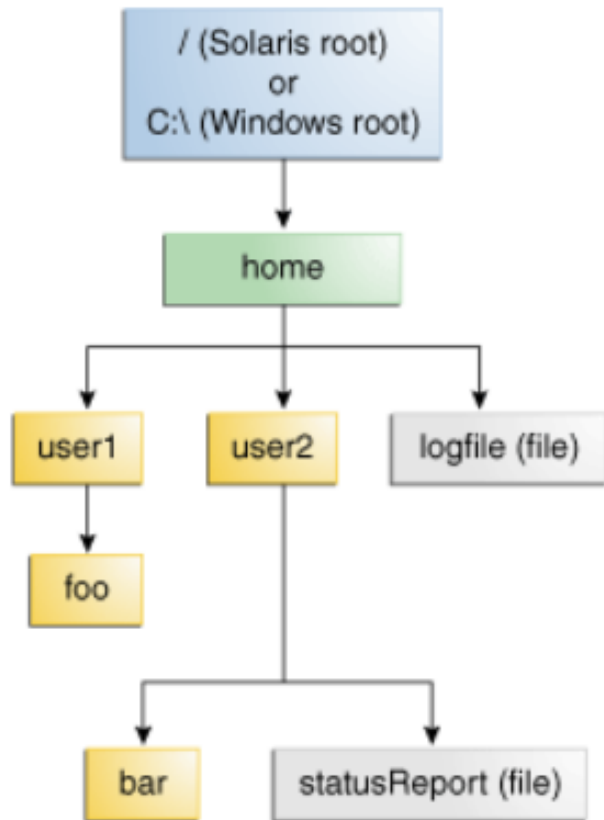 / (Solaris root)
or
C:\ (Windows root)
home
user1
user2
logfile (file)
foo
bar
statusReport (file)